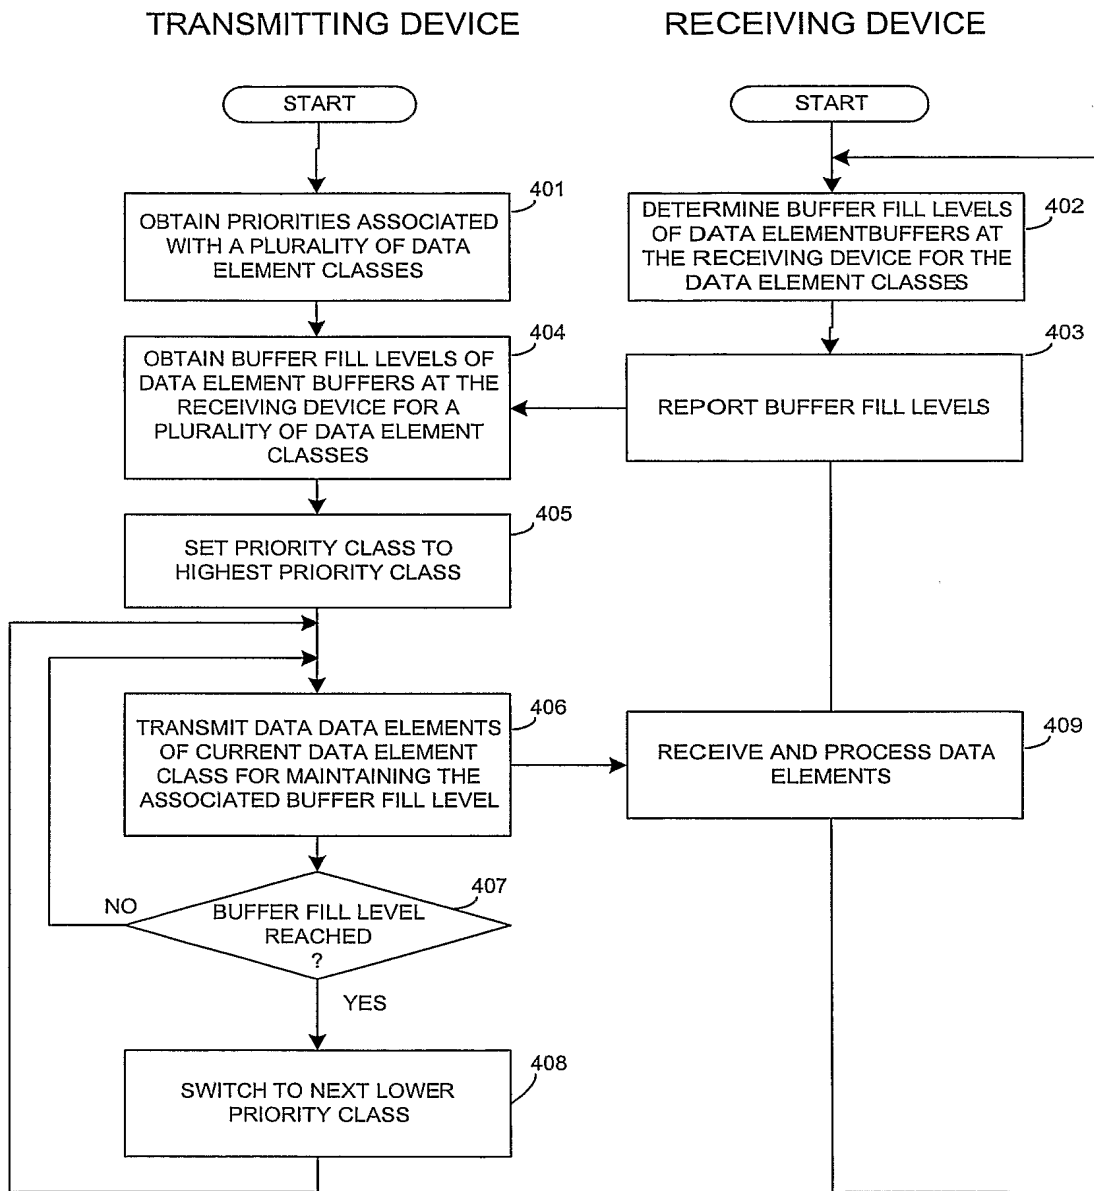 TRANSMITTING DEVICE
RECEIVING DEVICE
START
START
401
OBTAIN PRIORITIES ASSOCIATED
WITH A PLURALITY OF DATA
ELEMENT CLASSES
402
DETERMINE BUFFER FILL LEVELS
OF DATA ELEMENTBUFFERS AT
THE RECEIVING DEVICE FOR THE
DATA ELEMENT CLASSES
404
OBTAIN BUFFER FILL LEVELS OF
DATA ELEMENT BUFFERS AT THE
RECEIVING DEVICE FOR A
PLURALITY OF DATA ELEMENT
CLASSES
403
REPORT BUFFER FILL LEVELS
405
SET PRIORITY CLASS TO
HIGHEST PRIORITY CLASS
406
TRANSMIT DATA DATA ELEMENTS
OF CURRENT DATA ELEMENT
CLASS FOR MAINTAINING THE
ASSOCIATED BUFFER FILL LEVEL
409
RECEIVE AND PROCESS DATA
ELEMENTS
407
NO
BUFFER FILL LEVEL
REACHED
?
YES
408
SWITCH TO NEXT LOWER
PRIORITY CLASS